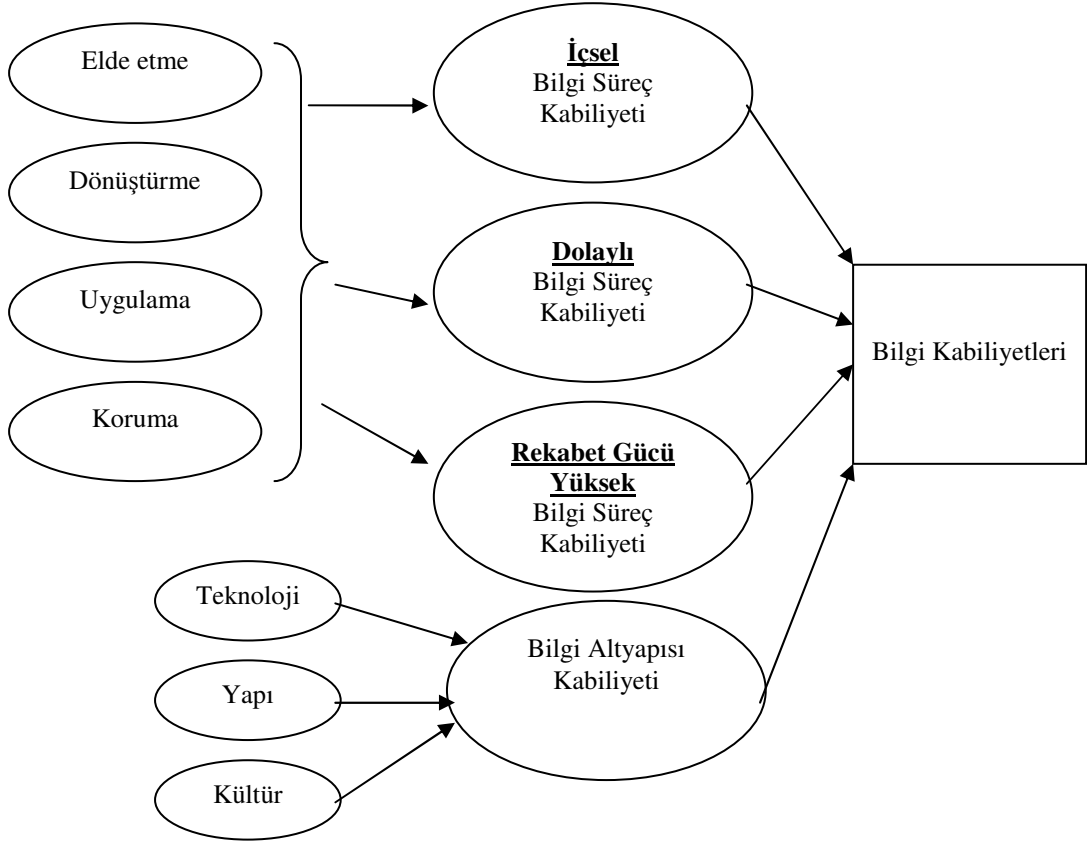 Elde etme
Dönüştürme
Uygulama
Koruma
İçsel
Bilgi Süreç
Kabiliyeti
Dolaylı
Bilgi Süreç
Kabiliyeti
Rekabet Gücü
Yüksek
Bilgi Süreç
Kabiliyeti
Teknoloji
Yapı
Kültür
Bilgi Altyapısı
Kabiliyeti
Bilgi Kabiliyetleri